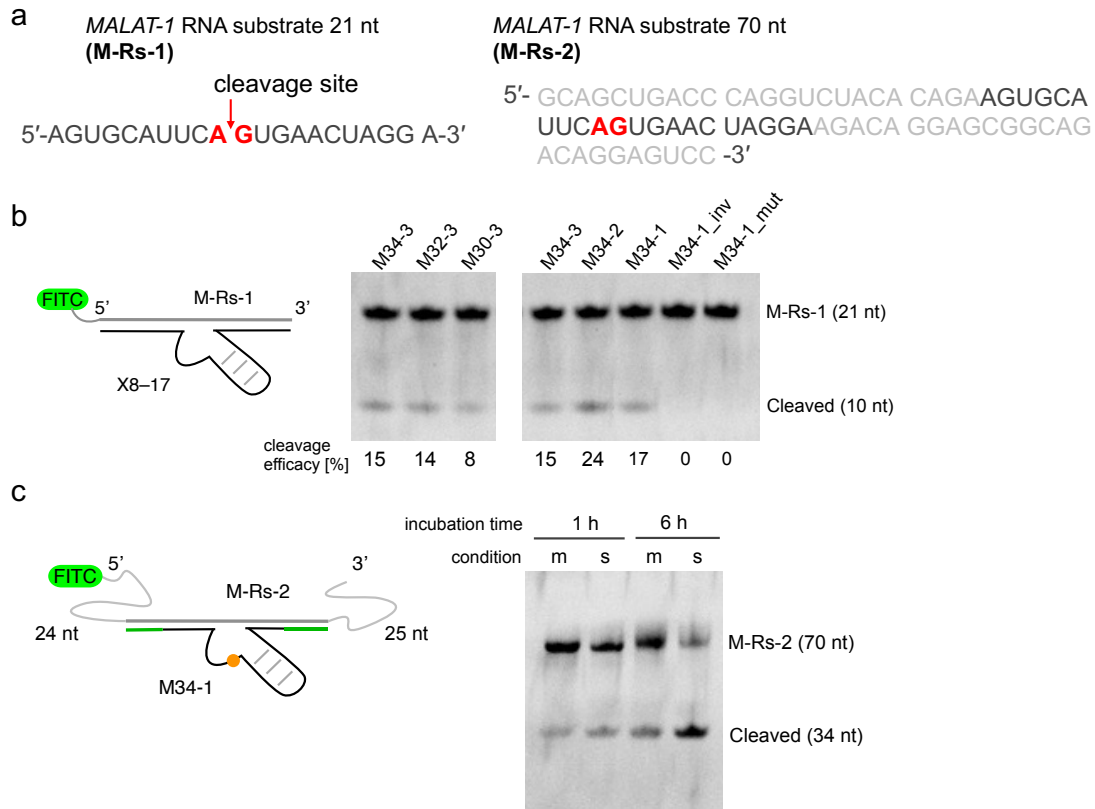 a
MALAT-1 RNA substrate 21 nt
(M-Rs-1)
cleavage site
5′-AGUGCAUUCA GUGAACUAGG A-3′
MALAT-1 RNA substrate 70 nt
(M-Rs-2)
5′- GCAGCUGACC CAGGUCUACA CAGAAGUGCA
UUCAGUGAAC UAGGAAGACA GGAGCGGCAG
ACAGGAGUCC -3′
b
FITC
5’
M-Rs-1
3’
X8–17
M34-3 M32-3 M30-3
M34-3 M34-2 M34-1 M34-1_inv M34-1_mut
M-Rs-1 (21 nt)
Cleaved (10 nt)
cleavage
efficacy [%]
15 14 8 15 24 17 0 0
c
FITC
5’
3’
M-Rs-2
24 nt
25 nt
M34-1
incubation time 1 h 6 h
condition m s m s
M-Rs-2 (70 nt)
Cleaved (34 nt)